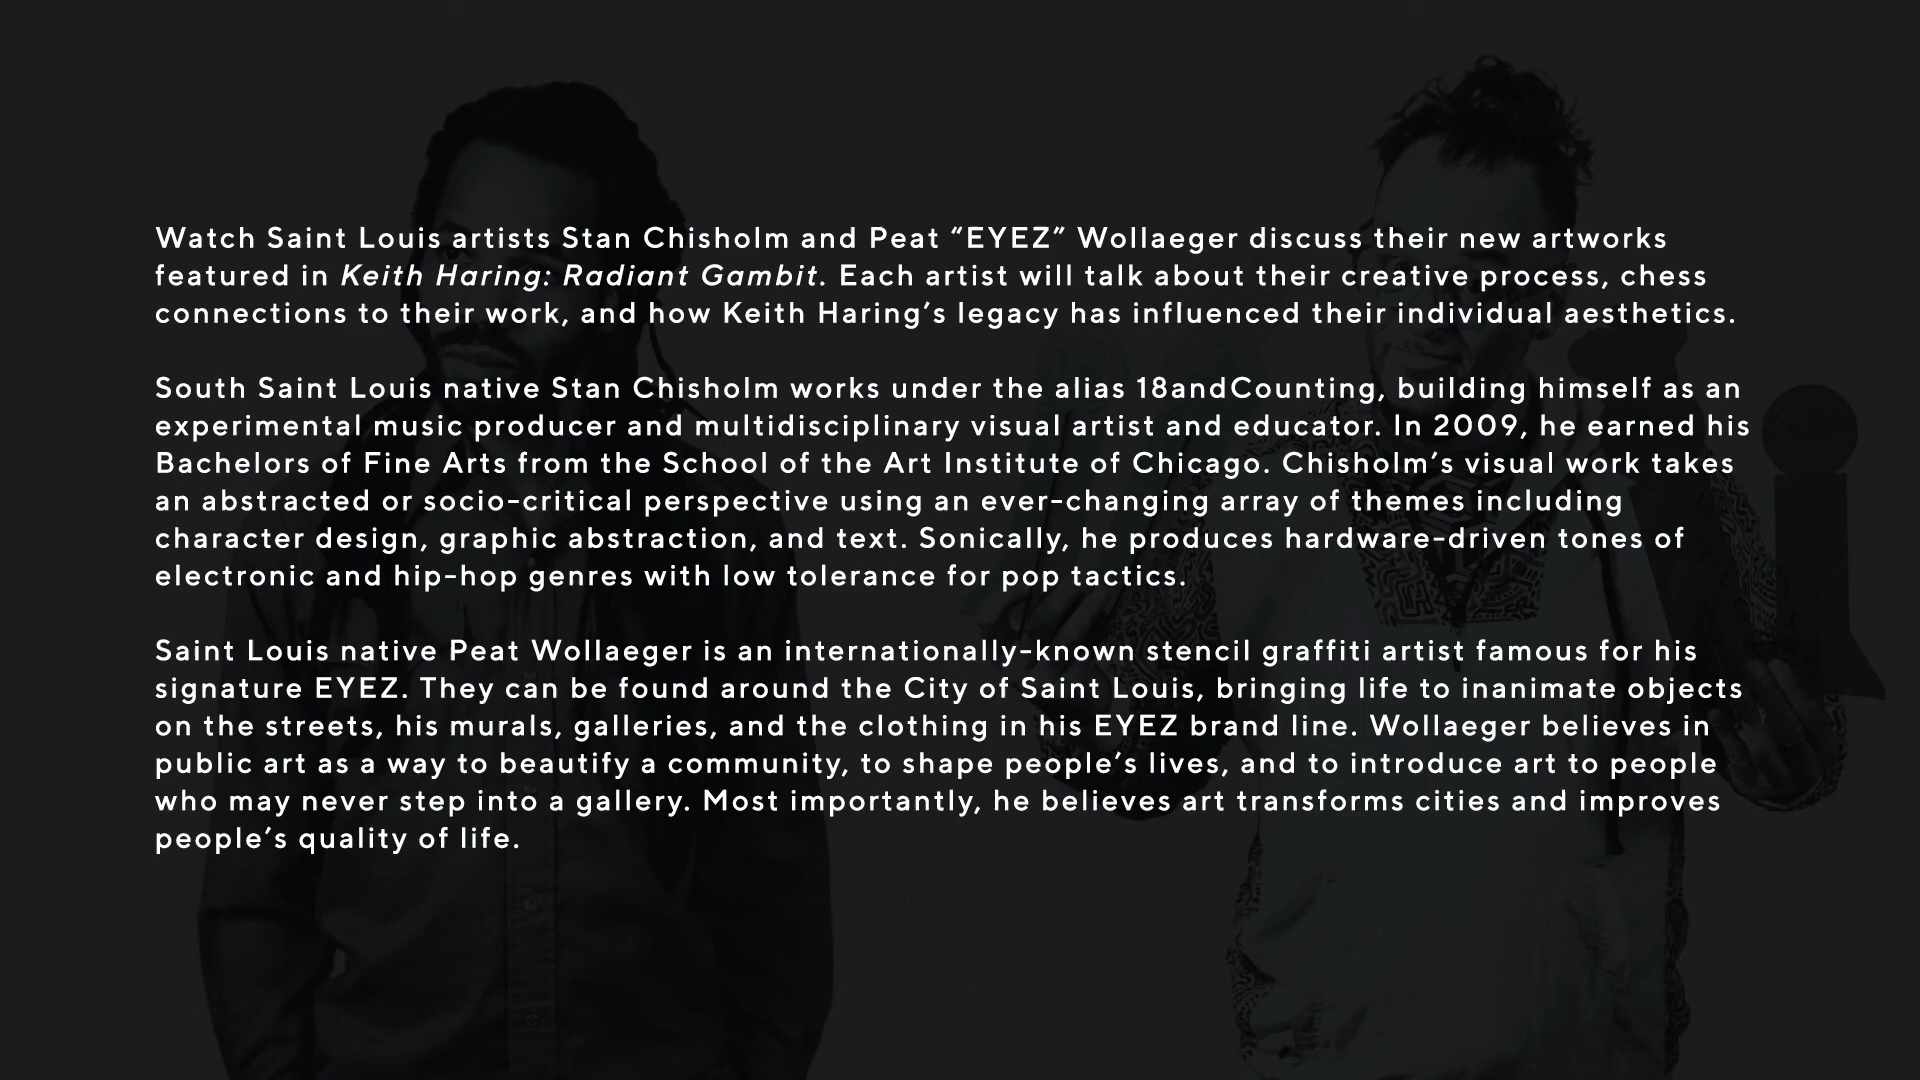 Watch Saint Louis artists Stan Chisholm and Peat “EYEZ” Wollaeger discuss their new artworks
featured in Keith Haring: Radiant Gambit. Each artist will talk about their creative process, chess
connections to their work, and how Keith Haring’s legacy has influenced their individual aesthetics.
South Saint Louis native Stan Chisholm works under the alias 18andCounting, building himself as an
experimental music producer and multidisciplinary visual artist and educator. In 2009, he earned his
Bachelors of Fine Arts from the School of the Art Institute of Chicago. Chisholm’s visual work takes
an abstracted or socio-critical perspective using an ever-changing array of themes including
character design, graphic abstraction, and text. Sonically, he produces hardware-driven tones of
electronic and hip-hop genres with low tolerance for pop tactics.
Saint Louis native Peat Wollaeger is an internationally-known stencil graffiti artist famous for his
signature EYEZ. They can be found around the City of Saint Louis, bringing life to inanimate objects
on the streets, his murals, galleries, and the clothing in his EYEZ brand line. Wollaeger believes in
public art as a way to beautify a community, to shape people’s lives, and to introduce art to people
who may never step into a gallery. Most importantly, he believes art transforms cities and improves
people’s quality of life.